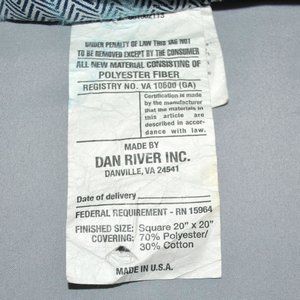 UNDER PENALTY OF LAW THIS TAG NOT
TO BE REMOVED EXCEPT BY THE CONSUMER
ALL NEW MATERIAL CONSISTING OF
POLYESTER FIBER
REGISTRY NO. VA 10600 (GA)
Certification is made
by the manufacturer
that the materials in
this article are
described in accor-
dance with law.
MADE BY
DAN RIVER INC.
DANVILLE, VA 24541
Date of delivery
FEDERAL REQUIREMENT - RN 15964
FINISHED SIZE: Square 20" x 20"
COVERING: 70% Polyester/
30% Cotton
MADE IN U.S.A.